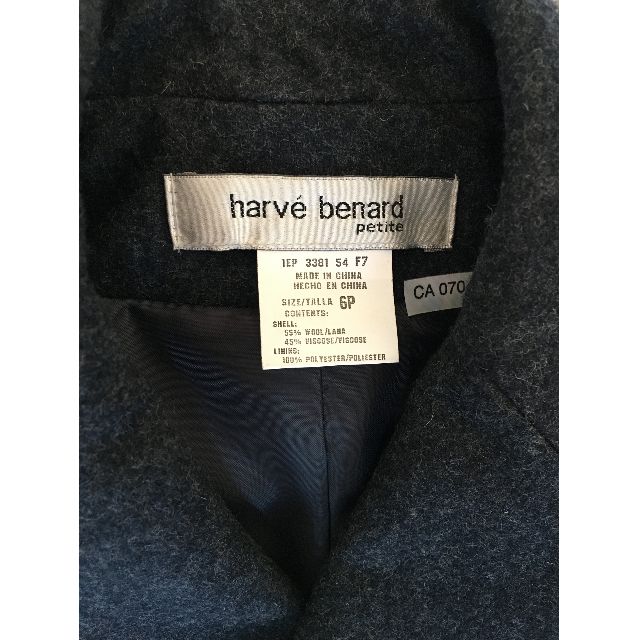 harvé benard
petite
1EP 3381 54 F7
MADE IN CHINA
HECHO EN CHINA
SIZE/TALLA 6P
CONTENTS:
SHELL:
55% WOOL/LANA
45% VISCOSE/VISCOSE
LINING:
100% POLYESTER/POLIESTER
CA 070